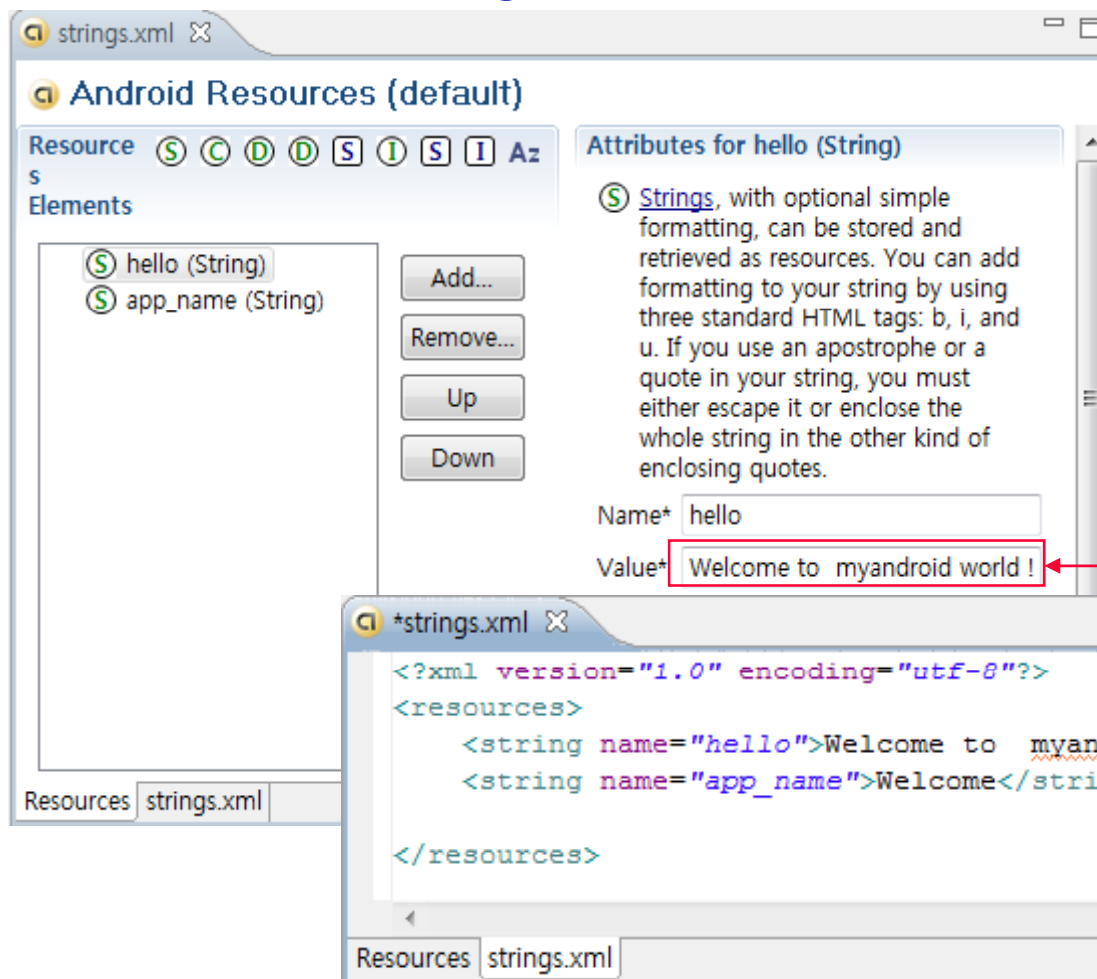 strings.xml
Android Resources (default)
Resource
s
Elements
S C D D S I S I Az
S hello (String)
S app_name (String)
Add...
Remove...
Up
Down
Attributes for hello (String)
S Strings, with optional simple
formatting, can be stored and
retrieved as resources. You can add
formatting to your string by using
three standard HTML tags: b, i, and
u. If you use an apostrophe or a
quote in your string, you must
either escape it or enclose the
whole string in the other kind of
enclosing quotes.
Name* hello
Value* Welcome to  myandroid world !
Resources strings.xml
*strings.xml
<?xml version="1.0" encoding="utf-8"?>
<resources>
<string name="hello">Welcome to  myan
<string name="app_name">Welcome</stri
</resources>
Resources strings.xml